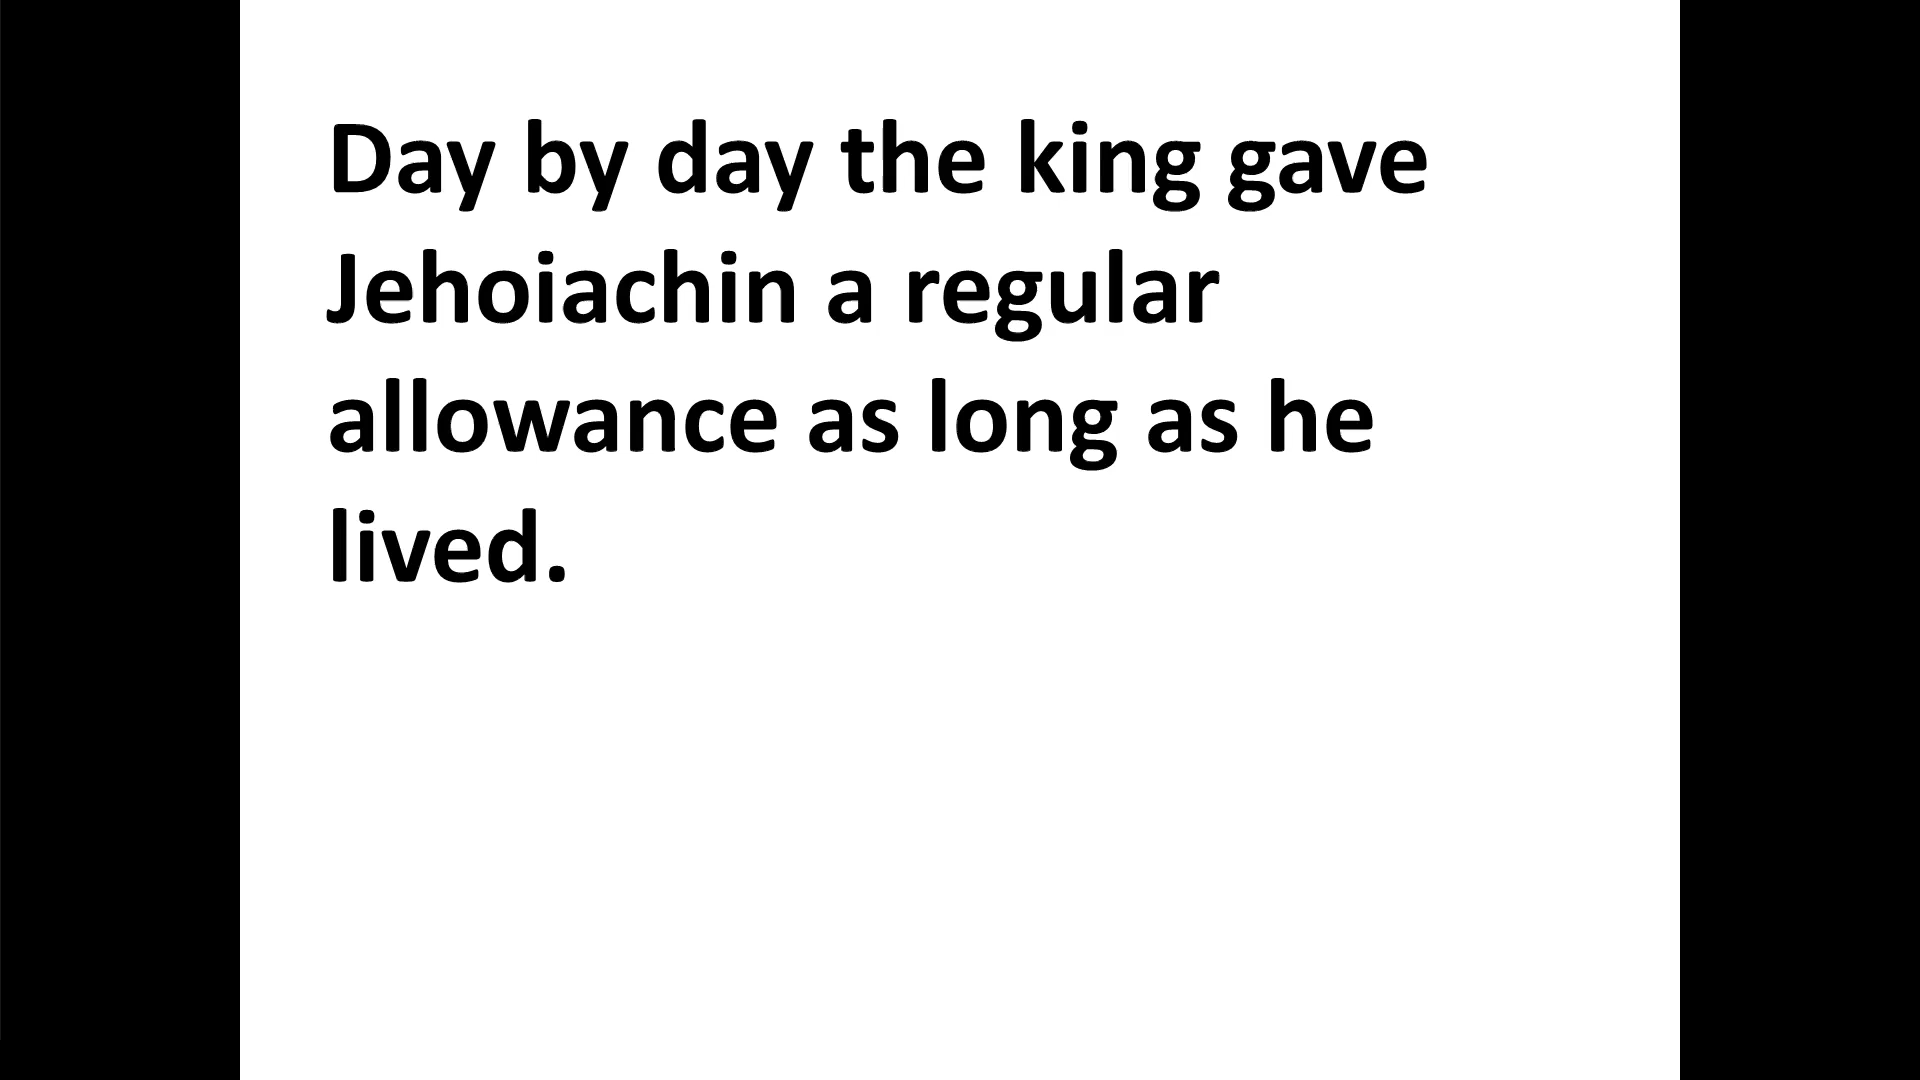 Day by day the king gave
Jehoiachin a regular
allowance as long as he
lived.